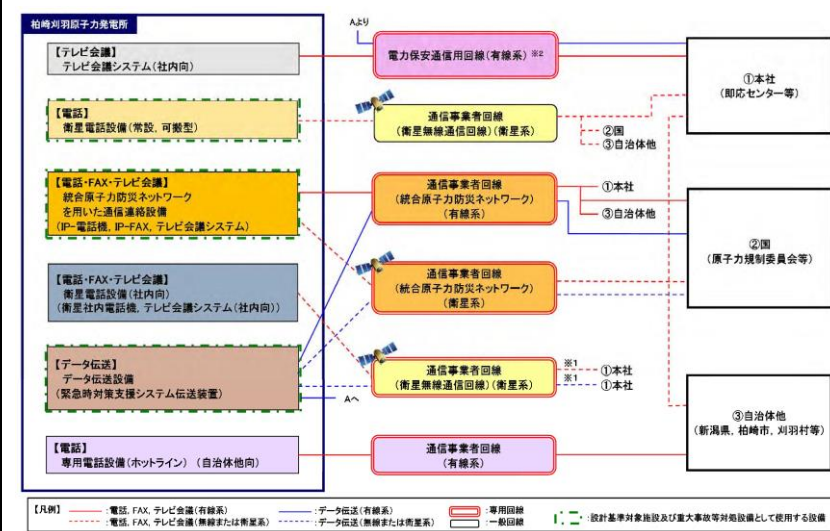 柏崎刈羽原子力発電所
【テレビ会議】
テレビ会議システム(社内向)
【電話】
衛星電話設備(常設, 可搬型)
【電話・FAX・テレビ会議】
統合原子力防災ネットワーク
を用いた通信連絡設備
(IP-電話機, IP-FAX, テレビ会議システム)
【電話・FAX・テレビ会議】
衛星電話設備(社内向)
(衛星社内電話機, テレビ会議システム(社内向))
【データ伝送】
データ伝送設備
(緊急時対策支援システム伝送装置)
【電話】
専用電話設備(ホットライン) (自治体他向)
Aより
Aへ
電力保安通信用回線(有線系) ※2
通信事業者回線
(衛星無線通信回線)(衛星系)
②国
③自治体他
通信事業者回線
(統合原子力防災ネットワーク)
(有線系)
①本社
③自治体他
通信事業者回線
(統合原子力防災ネットワーク)
(衛星系)
通信事業者回線
(衛星無線通信回線)(衛星系)
※1
①本社
※1
①本社
通信事業者回線
(有線系)
①本社
(即応センター等)
②国
(原子力規制委員会等)
③自治体他
(新潟県, 柏崎市, 刈羽村等)
【凡例】
:電話, FAX, テレビ会議(有線系)
:データ伝送(有線系)
:専用回線
:電話, FAX, テレビ会議(無線または衛星系)
:データ伝送(無線または衛星系)
:一般回線
:設計基準対象施設及び重大事故等対処設備として使用する設備